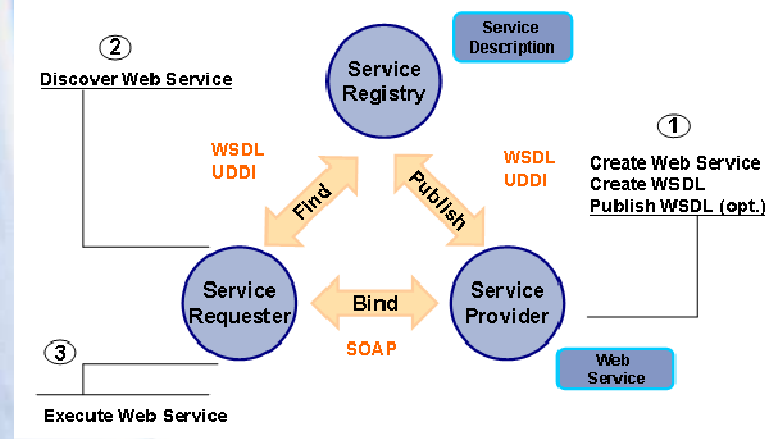 2
Discover Web Service
Service
Registry
Service
Description
1
Create Web Service
Create WSDL
Publish WSDL (opt.)
WSDL
UDDI
WSDL
UDDI
Find
Publish
Service
Requester
Bind
SOAP
Service
Provider
Web
Service
3
Execute Web Service